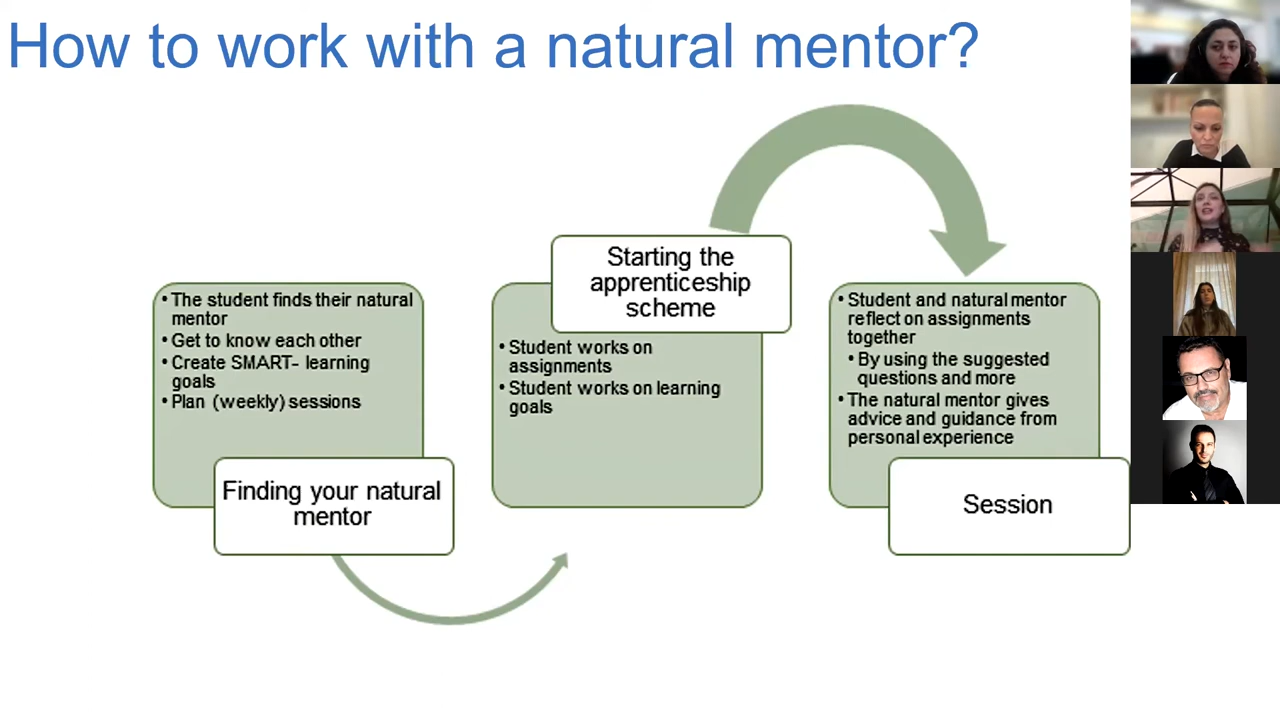 How to work with a natural mentor?
• The student finds their natural
mentor
• Get to know each other
• Create SMART- learning
goals
• Plan (weekly) sessions
Finding your natural
mentor
Starting the
apprenticeship
scheme
• Student works on
assignments
• Student works on learning
goals
• Student and natural mentor
reflect on assignments
together
• By using the suggested
questions and more
• The natural mentor gives
advice and guidance from
personal experience
Session